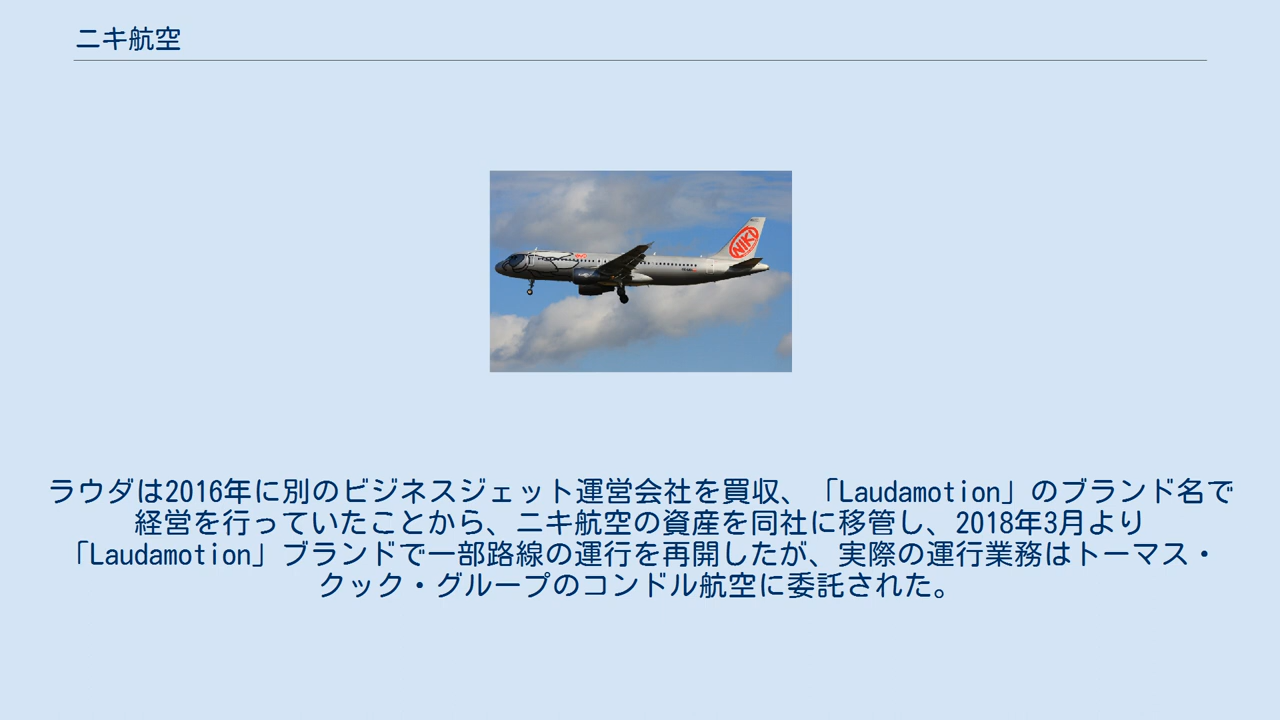 ニキ航空
NIKI
ラウダは2016年に別のビジネスジェット運営会社を買収、「Laudamotion」のブランド名で
経営を行っていたことから、ニキ航空の資産を同社に移管し、2018年3月より
「Laudamotion」ブランドで一部路線の運行を再開したが、実際の運行業務はトーマス・
クック・グループのコンドル航空に委託された。